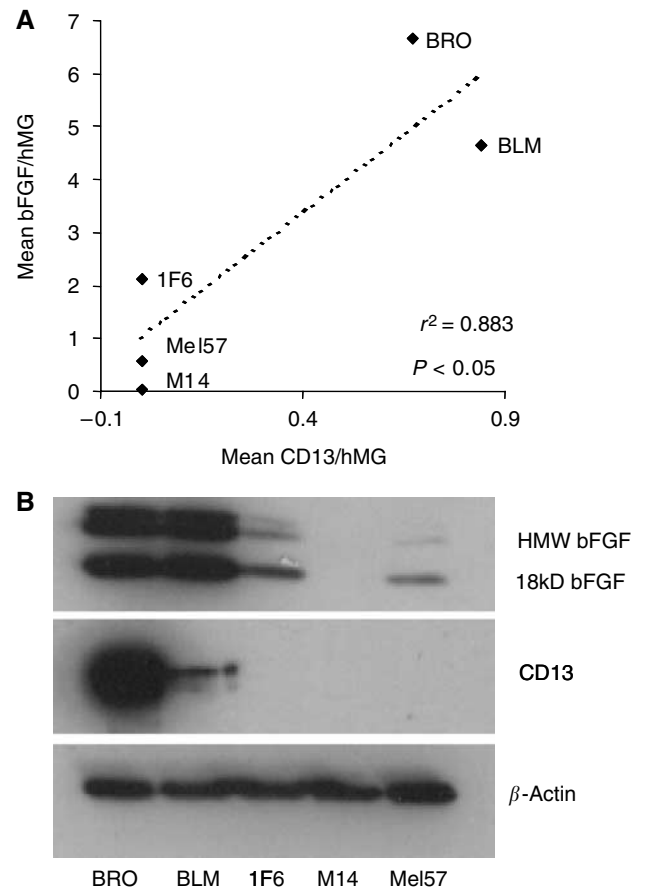 A
7
6
5
4
3
2
1
0
Mean bFGF/hMG
BRO
BLM
1F6
Mel57
M14
r² = 0.883
P < 0.05
−0.1
0.4
0.9
Mean CD13/hMG
B
HMW bFGF
18kD bFGF
CD13
β-Actin
BRO BLM 1F6 M14 Mel57